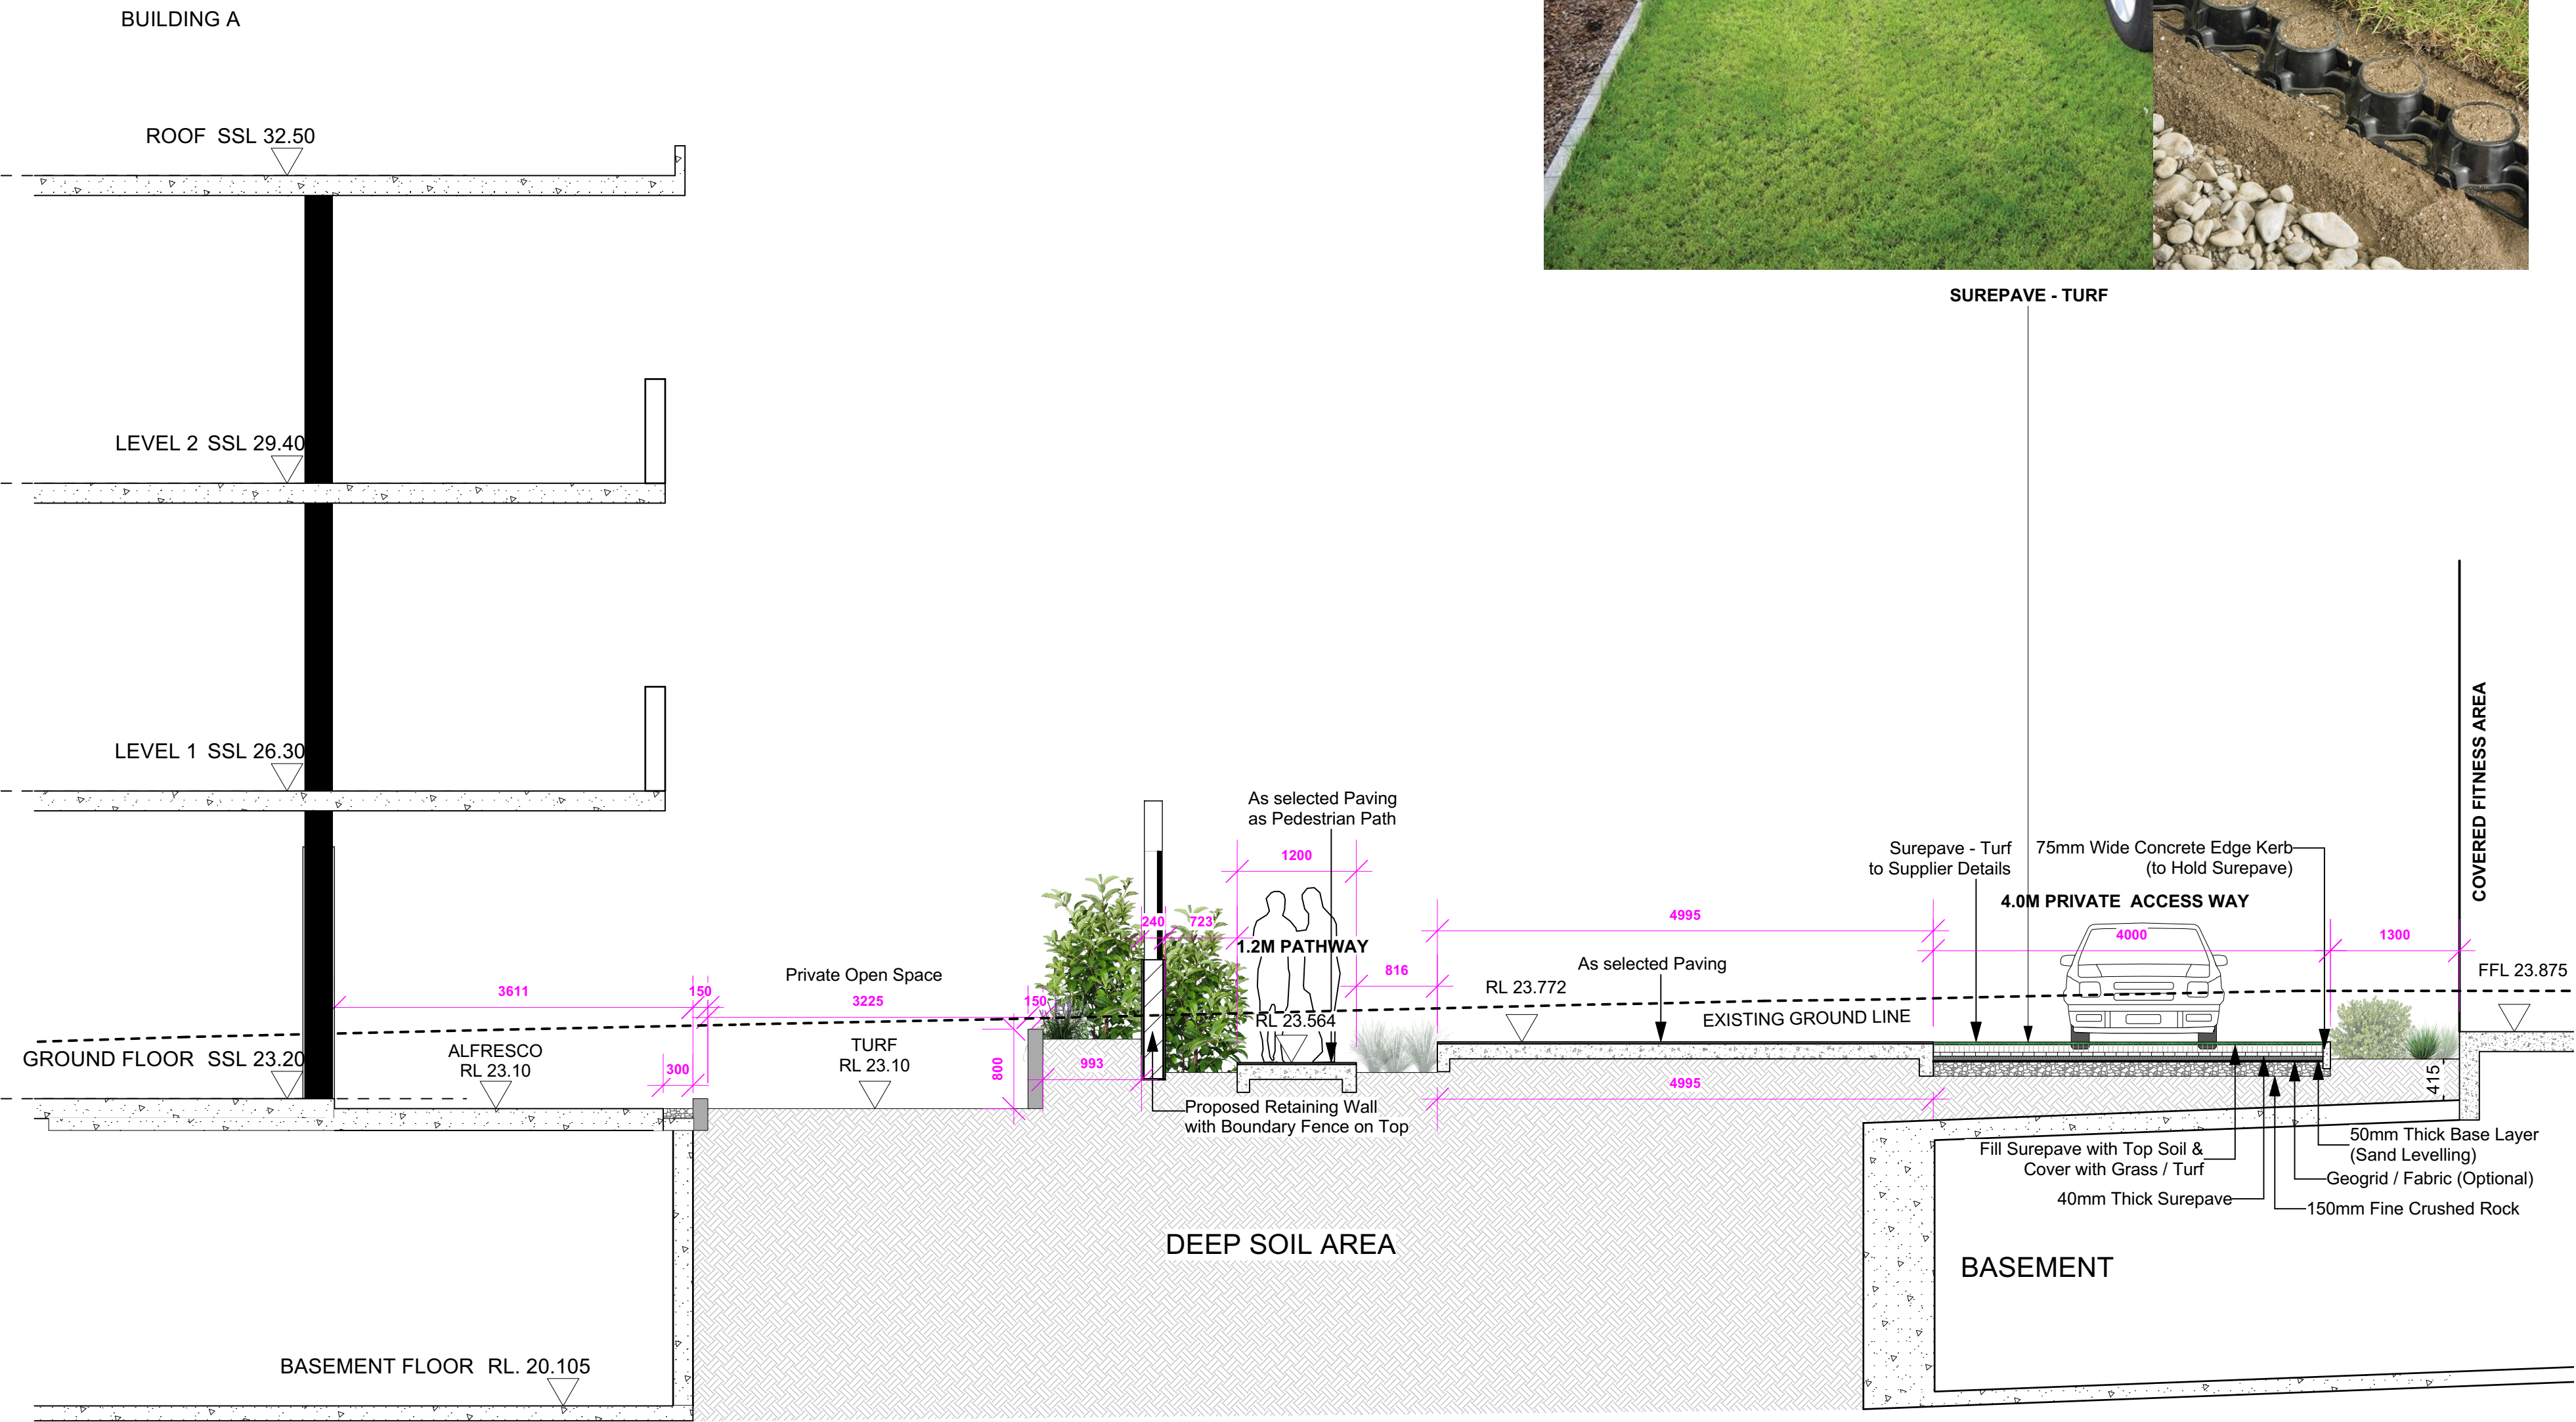 BUILDING A
ROOF  SSL 32.50
SUREPAVE - TURF
LEVEL 2  SSL 29.40
LEVEL 1  SSL 26.30
COVERED FITNESS AREA
As selected Paving
as Pedestrian Path
1200
Surepave - Turf
to Supplier Details
75mm Wide Concrete Edge Kerb
(to Hold Surepave)
4.0M PRIVATE  ACCESS WAY
240
723
4995
4000
1300
1.2M PATHWAY
Private Open Space
816
As selected Paving
FFL 23.875
3611
150
3225
150
RL 23.772
RL 23.564
EXISTING GROUND LINE
GROUND FLOOR  SSL 23.20
ALFRESCO
RL 23.10
TURF
RL 23.10
300
800
993
4995
415
Proposed Retaining Wall
with Boundary Fence on Top
Fill Surepave with Top Soil &
Cover with Grass / Turf
50mm Thick Base Layer
(Sand Levelling)
Geogrid / Fabric (Optional)
40mm Thick Surepave
150mm Fine Crushed Rock
DEEP SOIL AREA
BASEMENT
BASEMENT FLOOR  RL. 20.105